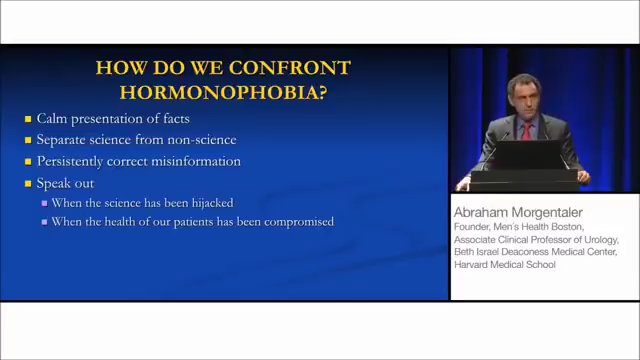 HOW DO WE CONFRONT
HORMONOPHOBIA?
Calm presentation of facts
Separate science from non-science
Persistently correct misinformation
Speak out
When the science has been hijacked
When the health of our patients has been compromised
Abraham Morgentaler
Founder, Men's Health Boston,
Associate Clinical Professor of Urology,
Beth Israel Deaconess Medical Center,
Harvard Medical School